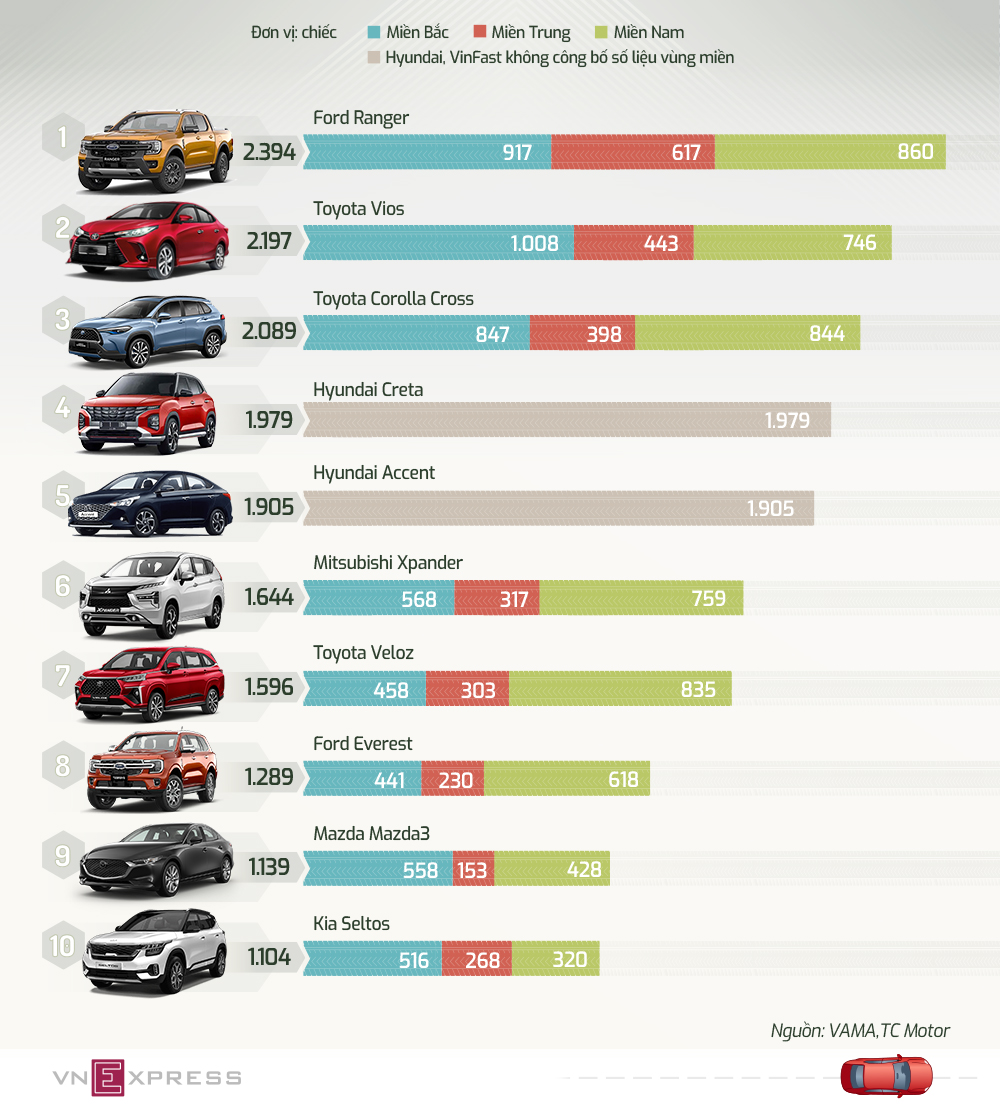 Đơn vị: chiếc Miền Bắc Miền Trung Miền Nam
Hyundai, VinFast không công bố số liệu vùng miền
Ford Ranger
1 2.394 917 617 860
Toyota Vios
2 2.197 1.008 443 746
Toyota Corolla Cross
3 2.089 847 398 844
Hyundai Creta
4 1.979 1.979
Hyundai Accent
5 1.905 1.905
Mitsubishi Xpander
6 1.644 568 317 759
Toyota Veloz
7 1.596 458 303 835
Ford Everest
8 1.289 441 230 618
Mazda Mazda3
9 1.139 558 153 428
Kia Seltos
10 1.104 516 268 320
Nguồn: VAMA,TC Motor
VNEXPRESS